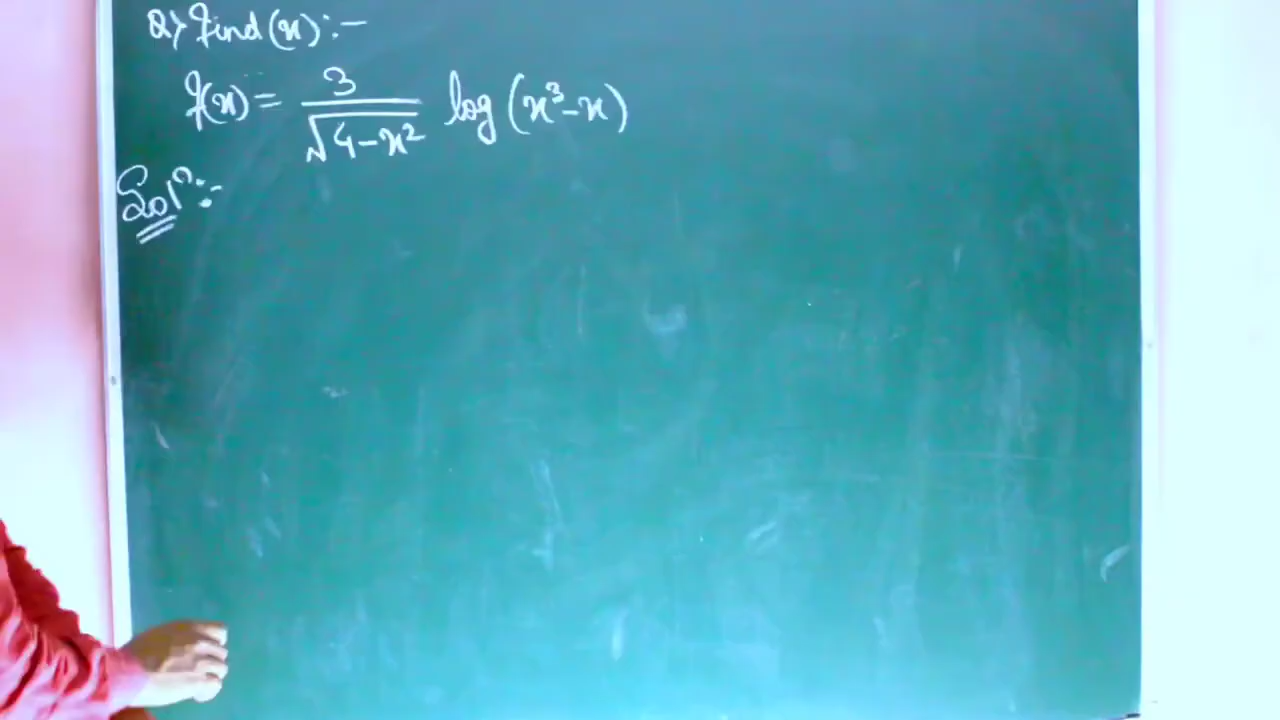 Q) Find (x) :-
f(x) = 3/√(4-x²) log (x³-x)
Solⁿ :-